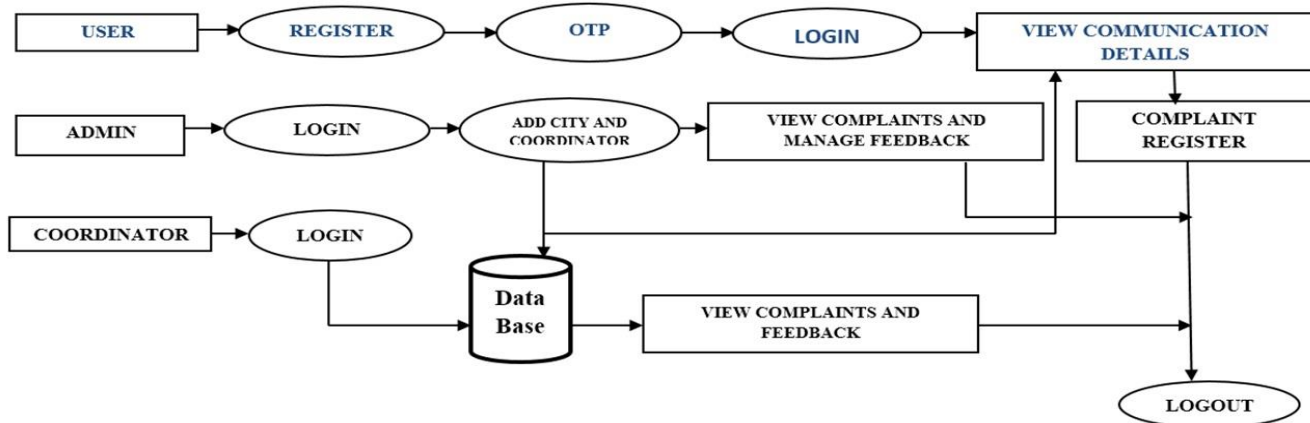 USER
REGISTER
OTP
LOGIN
VIEW COMMUNICATION
DETAILS
ADMIN
LOGIN
ADD CITY AND
COORDINATOR
VIEW COMPLAINTS AND
MANAGE FEEDBACK
COMPLAINT
REGISTER
COORDINATOR
LOGIN
Data
Base
VIEW COMPLAINTS AND
FEEDBACK
LOGOUT